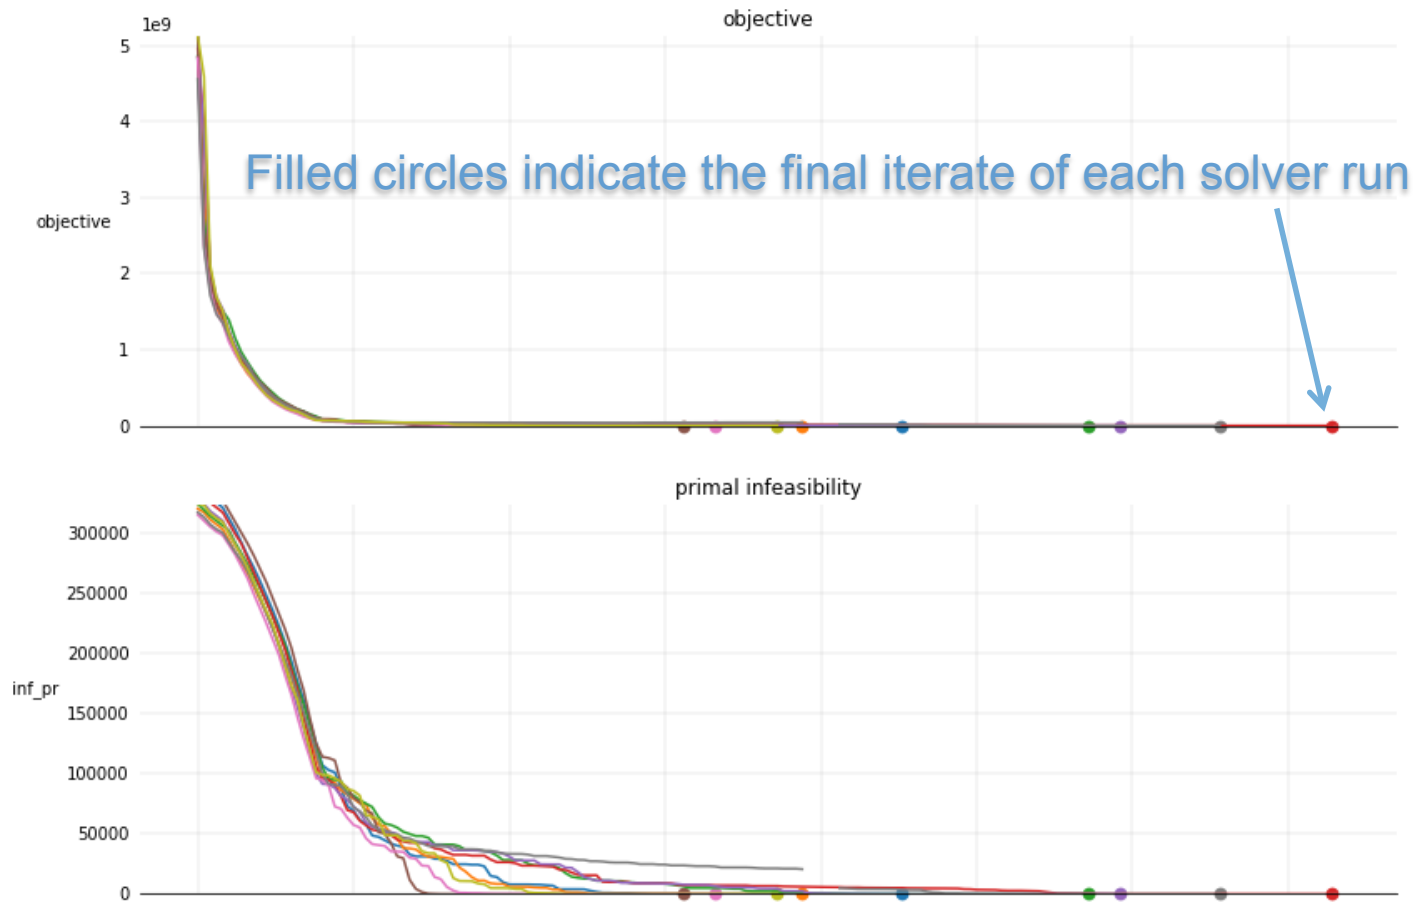 objective
1e9
5
4
Filled circles indicate the final iterate of each solver run
3
objective
2
1
0
primal infeasibility
300000
250000
200000
inf_pr
150000
100000
50000
0